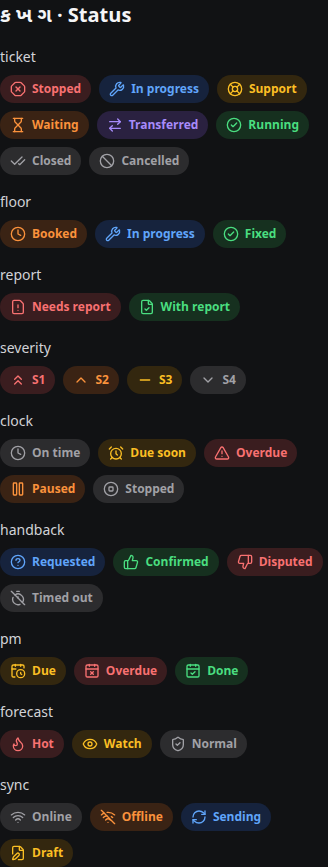 ક ખ ગ · Status
ticket
Stopped In progress Support
Waiting Transferred Running
Closed Cancelled
floor
Booked In progress Fixed
report
Needs report With report
severity
S1 S2 S3 S4
clock
On time Due soon Overdue
Paused Stopped
handback
Requested Confirmed Disputed
Timed out
pm
Due Overdue Done
forecast
Hot Watch Normal
sync
Online Offline Sending
Draft